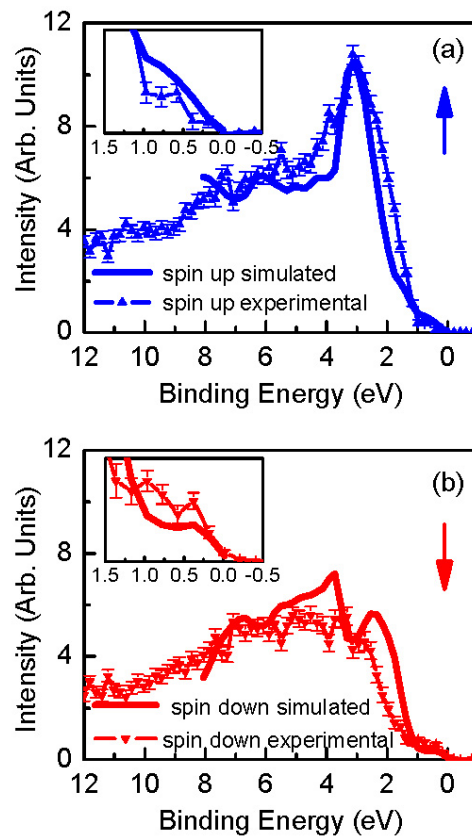 12
(a)
8
4
0
Intensity (Arb. Units)
1.5 1.0 0.5 0.0 -0.5
spin up simulated
spin up experimental
12 10 8 6 4 2 0
Binding Energy (eV)
12
(b)
8
4
0
Intensity (Arb. Units)
1.5 1.0 0.5 0.0 -0.5
spin down simulated
spin down experimental
12 10 8 6 4 2 0
Binding Energy (eV)